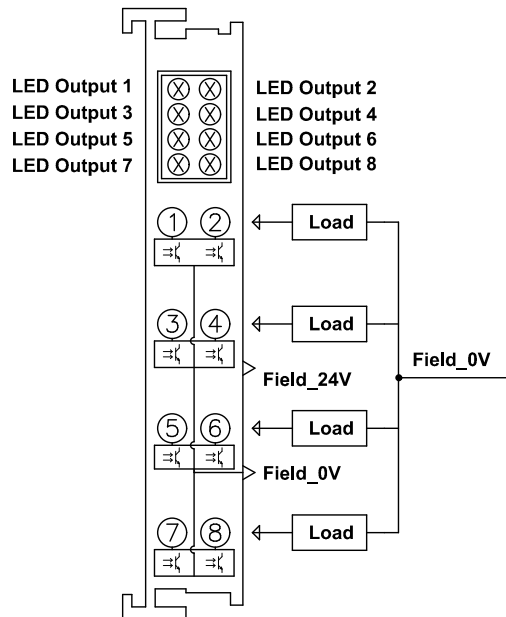 LED Output 1 LED Output 2
LED Output 3 LED Output 4
LED Output 5 LED Output 6
LED Output 7 LED Output 8
1 2 Load
3 4 Load
Field_0V
Field_24V
5 6 Load
Field_0V
7 8 Load